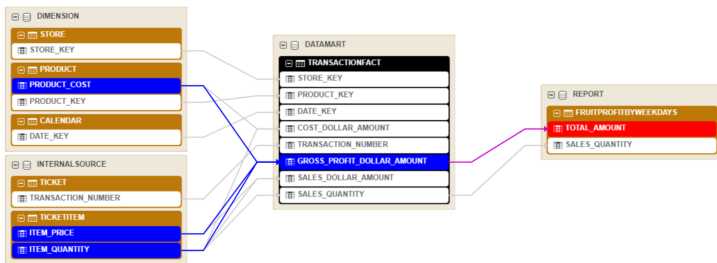 DIMENSION
STORE
STORE_KEY
PRODUCT
PRODUCT_COST
PRODUCT_KEY
CALENDAR
DATE_KEY
INTERNALSOURCE
TICKET
TRANSACTION_NUMBER
TICKETITEM
ITEM_PRICE
ITEM_QUANTITY
DATAMART
TRANSACTIONFACT
STORE_KEY
PRODUCT_KEY
DATE_KEY
COST_DOLLAR_AMOUNT
TRANSACTION_NUMBER
GROSS_PROFIT_DOLLAR_AMOUNT
SALES_DOLLAR_AMOUNT
SALES_QUANTITY
REPORT
FRUITPROFITBYWEEKDAYS
TOTAL_AMOUNT
SALES_QUANTITY